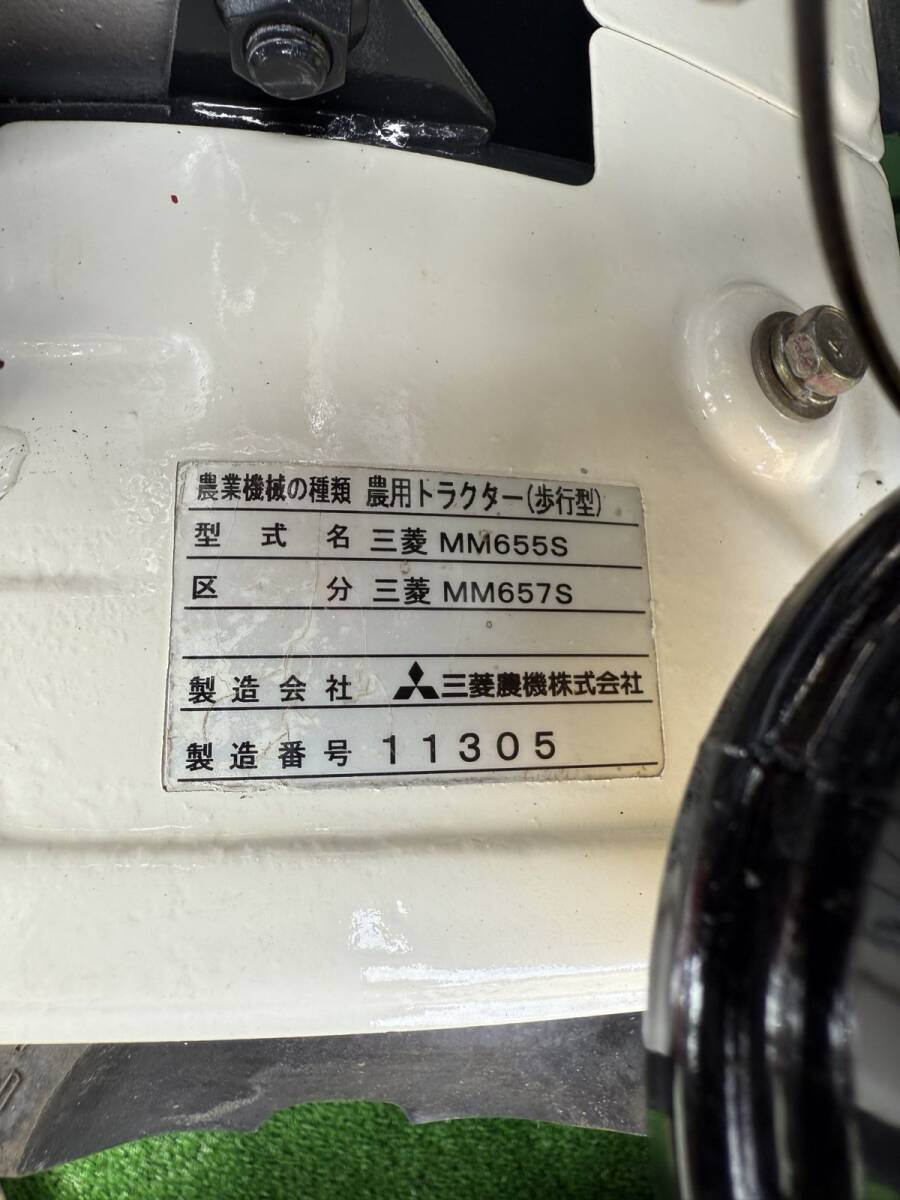 農業機械の種類 農用トラクター(歩行型)
型式名 三菱 MM655S
区分 三菱 MM657S
製造会社 三菱農機株式会社
製造番号 11305